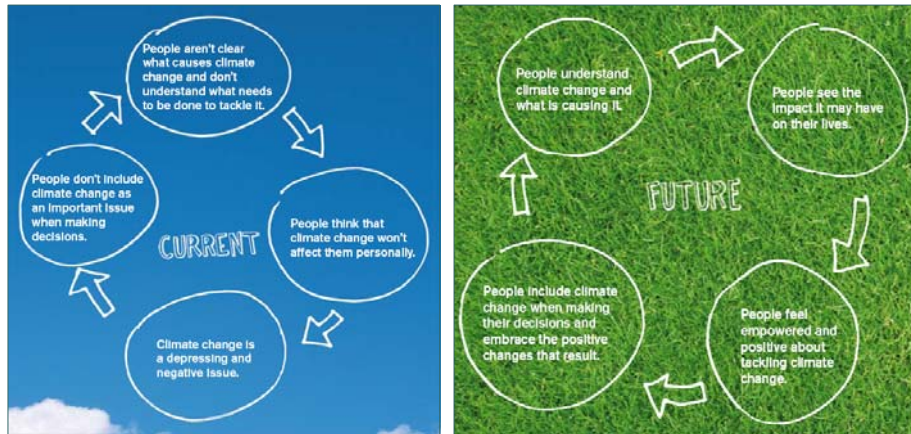 People aren't clear
what causes climate
change and don't
understand what needs
to be done to tackle it.
People think that
climate change won't
affect them personally.
Climate change is
a depressing and
negative issue.
People don't include
climate change as
an important issue
when making
decisions.
CURRENT
People understand
climate change and
what is causing it.
People see the
impact it may have
on their lives.
People feel
empowered and
positive about
tackling climate
change.
People include climate
change when making
their decisions and
embrace the positive
changes that result.
FUTURE